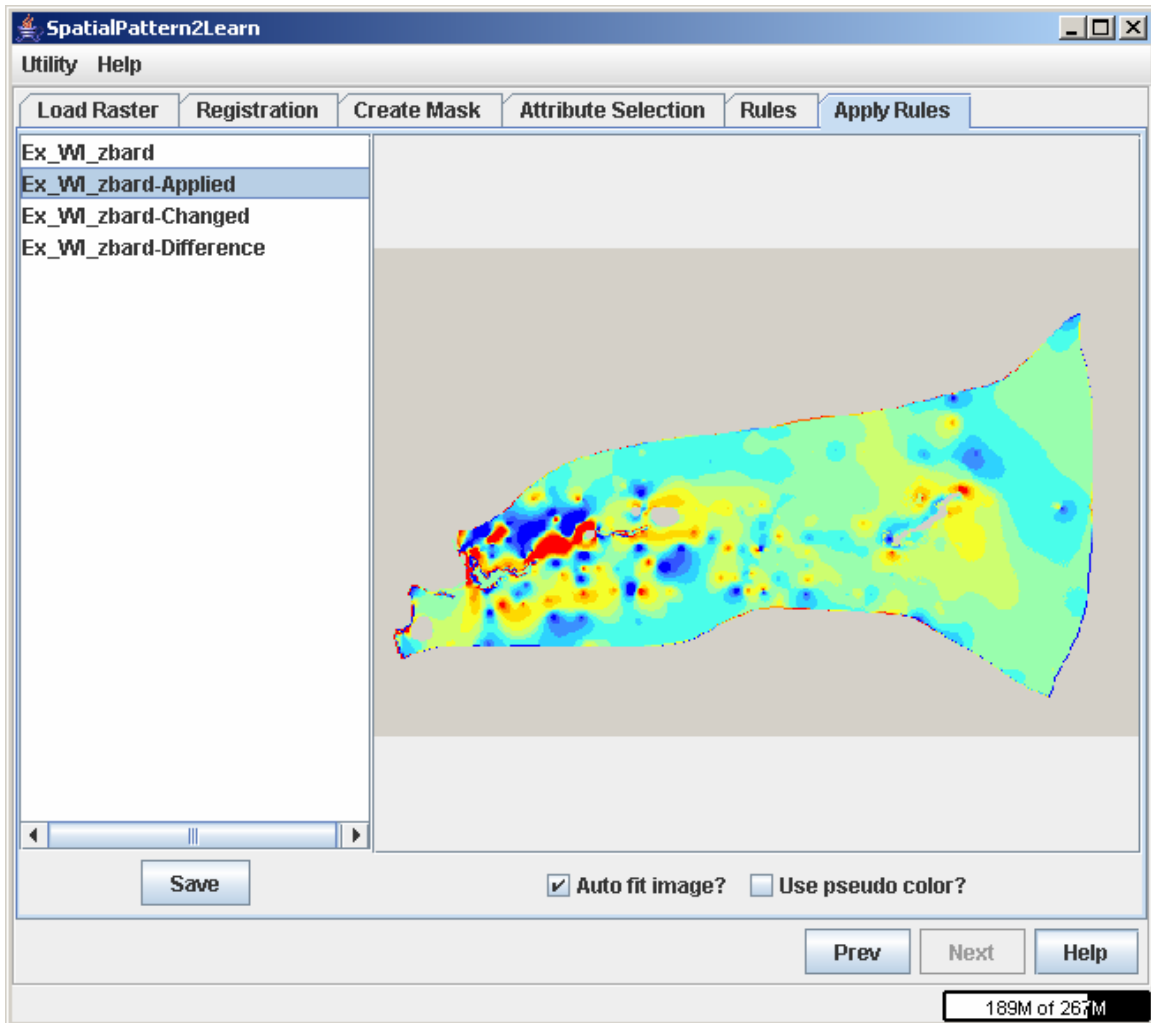 SpatialPattern2Learn
Utility Help
Load Raster Registration Create Mask Attribute Selection Rules Apply Rules
Ex_WI_zbard
Ex_WI_zbard-Applied
Ex_WI_zbard-Changed
Ex_WI_zbard-Difference
Save Auto fit image? Use pseudo color?
Prev Next Help
189M of 267M